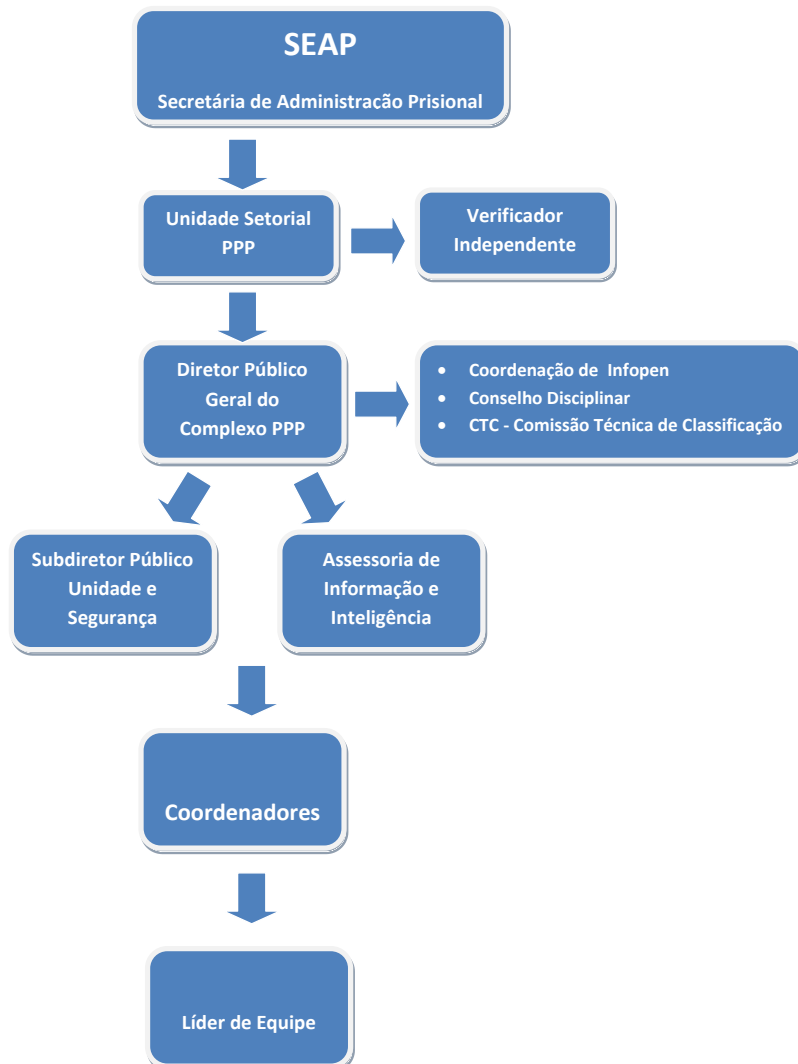 SEAP
Secretária de Administração Prisional
Unidade Setorial
PPP
Verificador
Independente
Diretor Público
Geral do
Complexo PPP
• Coordenação de Infopen
• Conselho Disciplinar
• CTC - Comissão Técnica de Classificação
Subdiretor Público
Unidade e
Segurança
Assessoria de
Informação e
Inteligência
Coordenadores
Líder de Equipe